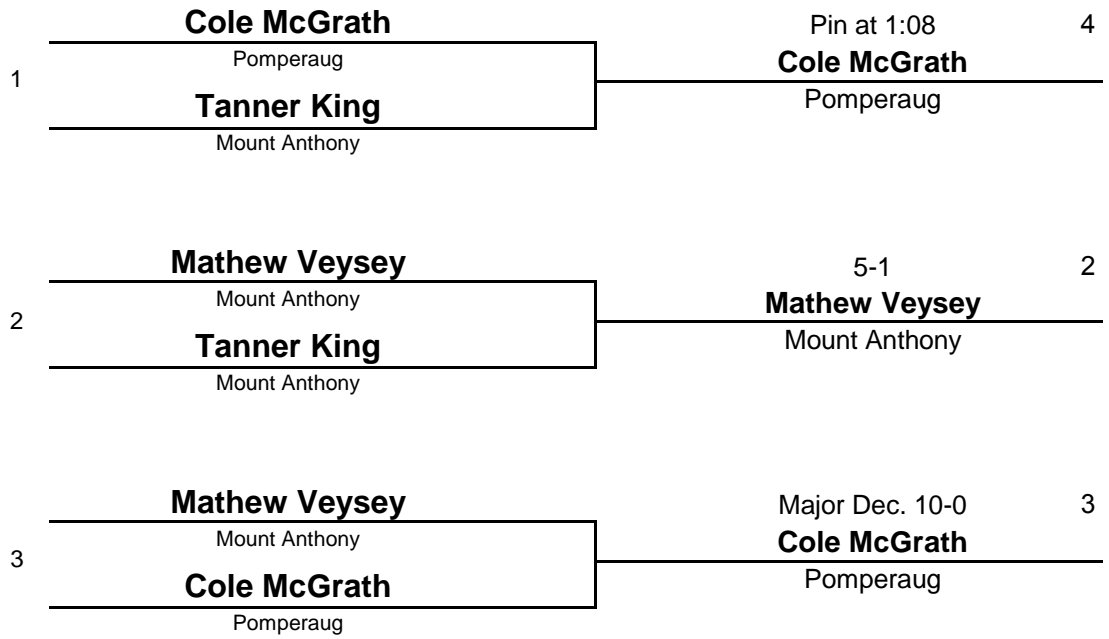 Cole McGrath
Pin at 1:08 4
Pomperaug
Cole McGrath
1
Tanner King
Pomperaug
Mount Anthony
Mathew Veysey
5-1 2
Mount Anthony
Mathew Veysey
2
Tanner King
Mount Anthony
Mount Anthony
Mathew Veysey
Major Dec. 10-0 3
Mount Anthony
Cole McGrath
3
Cole McGrath
Pomperaug
Pomperaug